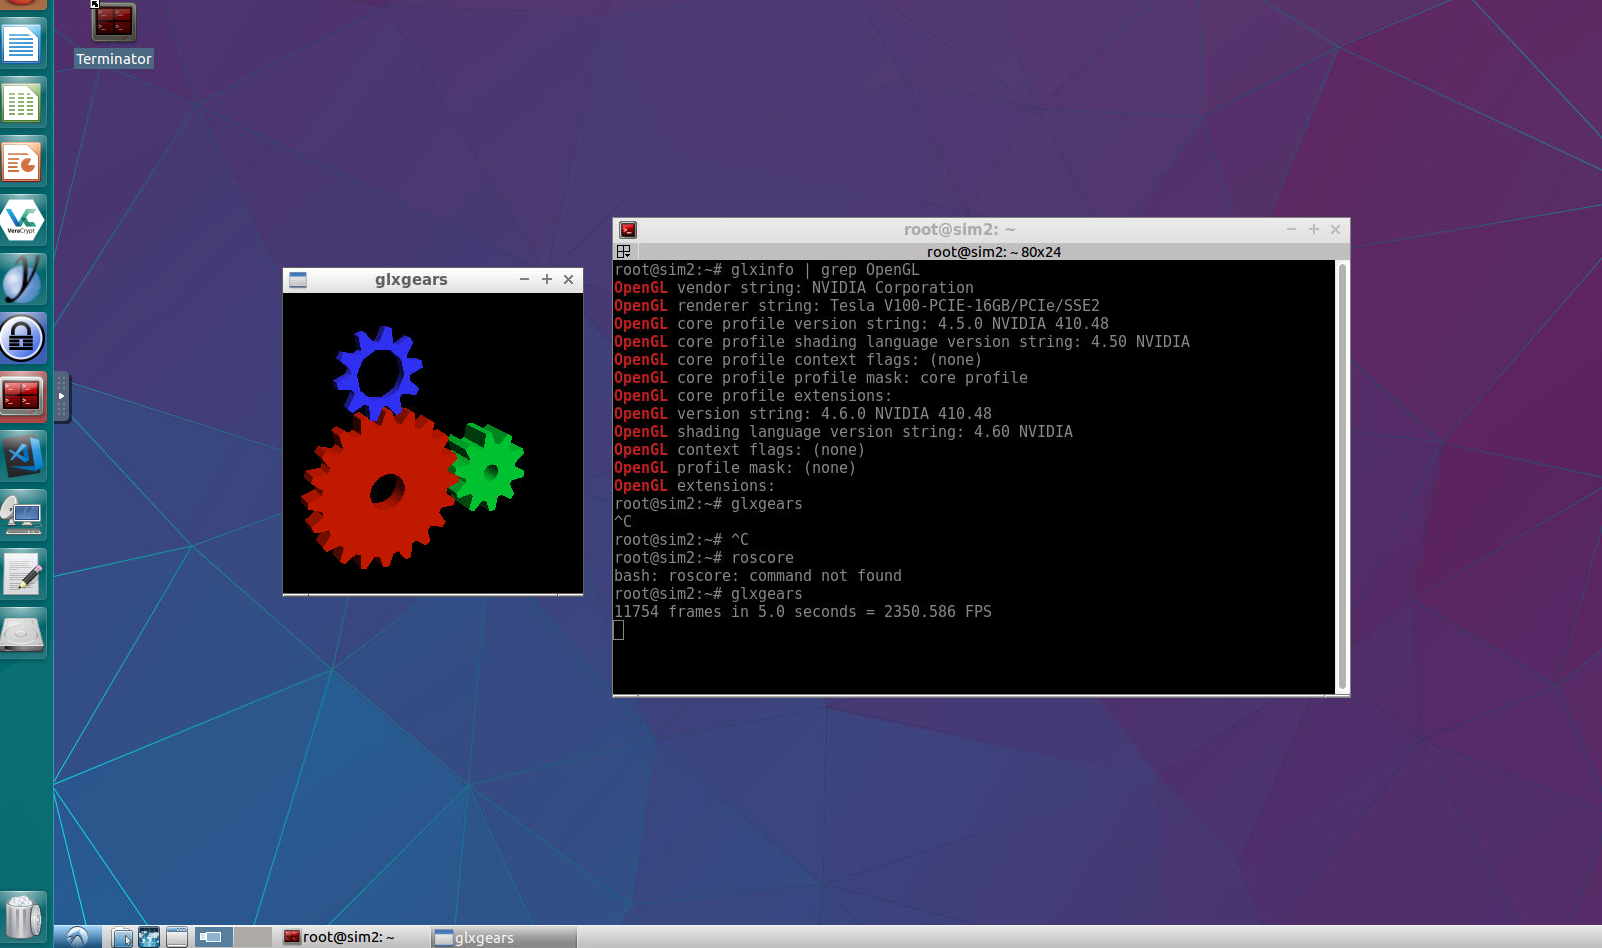 Terminator
VC
VeraCrypt
root@sim2: ~
root@sim2: ~ 80x24
glxgears
root@sim2:~# glxinfo | grep OpenGL
OpenGL vendor string: NVIDIA Corporation
OpenGL renderer string: Tesla V100-PCIE-16GB/PCIe/SSE2
OpenGL core profile version string: 4.5.0 NVIDIA 410.48
OpenGL core profile shading language version string: 4.50 NVIDIA
OpenGL core profile context flags: (none)
OpenGL core profile profile mask: core profile
OpenGL core profile extensions:
OpenGL version string: 4.6.0 NVIDIA 410.48
OpenGL shading language version string: 4.60 NVIDIA
OpenGL context flags: (none)
OpenGL profile mask: (none)
OpenGL extensions:
root@sim2:~# glxgears
^C
root@sim2:~# ^C
root@sim2:~# roscore
bash: roscore: command not found
root@sim2:~# glxgears
11754 frames in 5.0 seconds = 2350.586 FPS
root@sim2: ~
glxgears